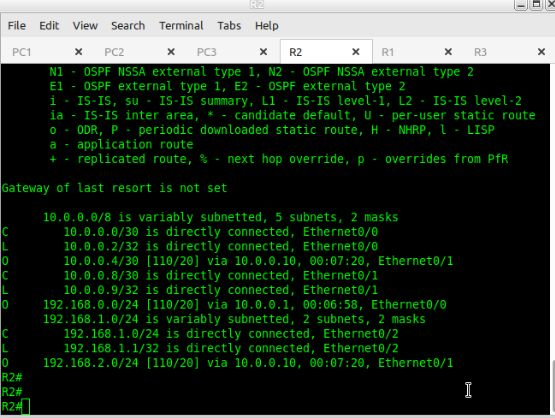 R2
File Edit View Search Terminal Tabs Help
PC1 × PC2 × PC3 × R2 × R1 × R3 ×
N1 - OSPF NSSA external type 1, N2 - OSPF NSSA external type 2
E1 - OSPF external type 1, E2 - OSPF external type 2
i - IS-IS, su - IS-IS summary, L1 - IS-IS level-1, L2 - IS-IS level-2
ia - IS-IS inter area, * - candidate default, U - per-user static route
o - ODR, P - periodic downloaded static route, H - NHRP, l - LISP
a - application route
+ - replicated route, % - next hop override, p - overrides from PfR
Gateway of last resort is not set
10.0.0.0/8 is variably subnetted, 5 subnets, 2 masks
C 10.0.0.0/30 is directly connected, Ethernet0/0
L 10.0.0.2/32 is directly connected, Ethernet0/0
O 10.0.0.4/30 [110/20] via 10.0.0.10, 00:07:20, Ethernet0/1
C 10.0.0.8/30 is directly connected, Ethernet0/1
L 10.0.0.9/32 is directly connected, Ethernet0/1
O 192.168.0.0/24 [110/20] via 10.0.0.1, 00:06:58, Ethernet0/0
192.168.1.0/24 is variably subnetted, 2 subnets, 2 masks
C 192.168.1.0/24 is directly connected, Ethernet0/2
L 192.168.1.1/32 is directly connected, Ethernet0/2
O 192.168.2.0/24 [110/20] via 10.0.0.10, 00:07:20, Ethernet0/1
R2#
R2#
R2#